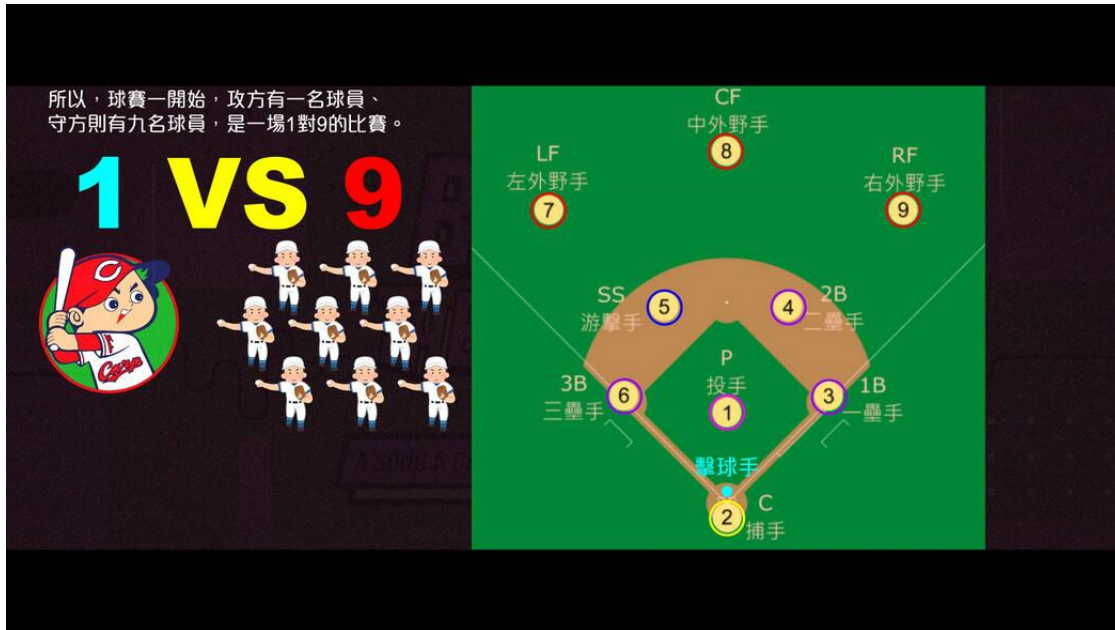 所以，球賽一開始，攻方有一名球員、
守方則有九名球員，是一場1對9的比賽。
1 VS 9
C
Carp
CF
中外野手
8
LF
左外野手
7
RF
右外野手
9
SS
游擊手
5
2B
二壘手
4
3B
三壘手
6
P
投手
1
1B
一壘手
3
擊球手
C
捕手
2